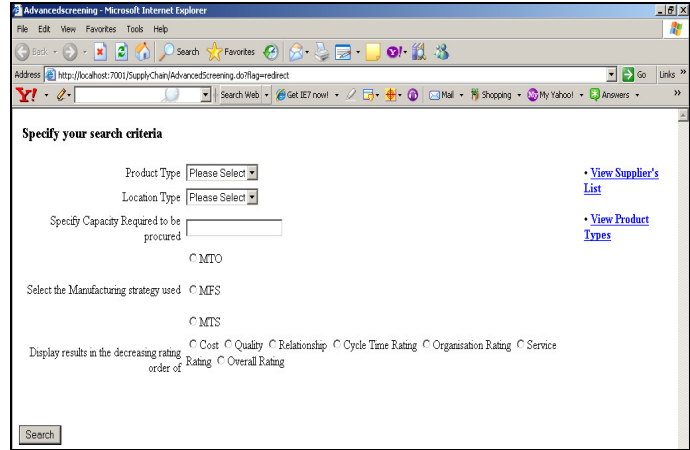 Advancedscreening - Microsoft Internet Explorer
File Edit View Favorites Tools Help
Back Search Favorites
Address http://localhost:7001/SupplyChain/AdvancedScreening.do?flag=redirect Go Links »
Y! Search Web Get IE7 now! Mail Shopping My Yahoo! Answers »
Specify your search criteria
Product Type Please Select
• View Supplier's
List
Location Type Please Select
Specify Capacity Required to be
procured
• View Product
Types
MTO
Select the Manufacturing strategy used MFS
MTS
Display results in the decreasing rating
order of
Cost Quality Relationship Cycle Time Rating Organisation Rating Service
Rating Overall Rating
Search